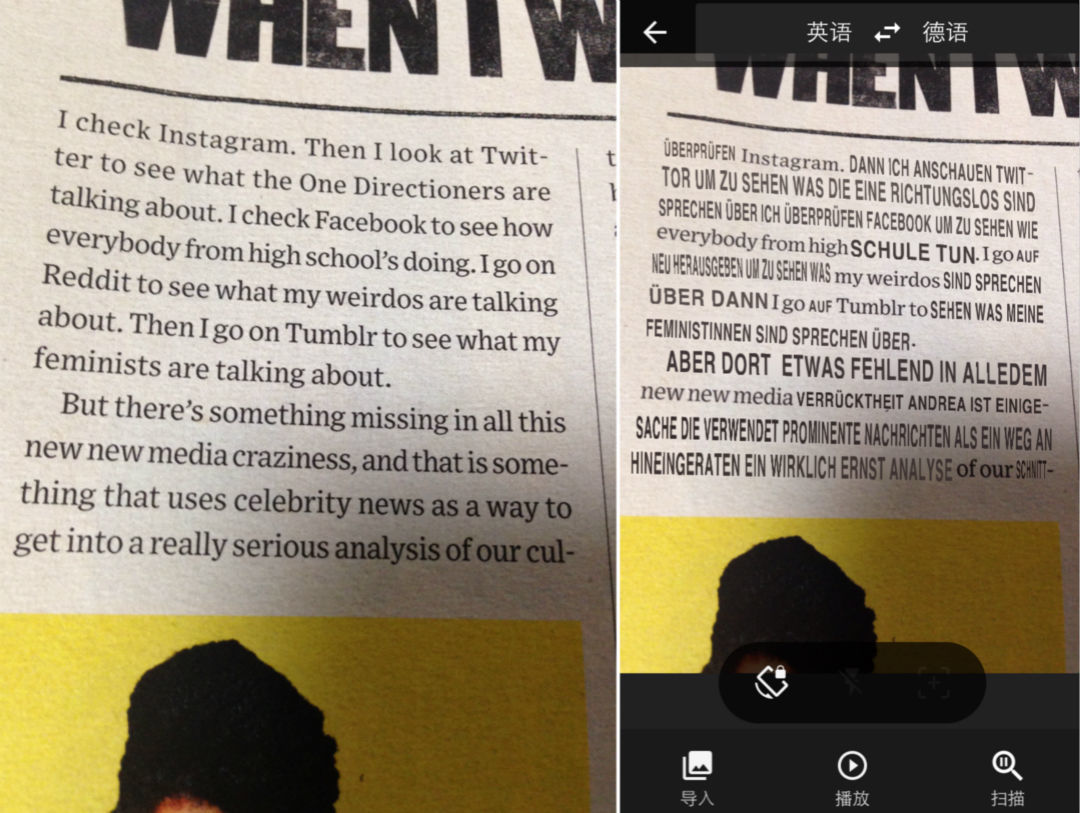 WHEN I W
I check Instagram. Then I look at Twit-
ter to see what the One Directioners are
talking about. I check Facebook to see how
everybody from high school's doing. I go on
Reddit to see what my weirdos are talking
about. Then I go on Tumblr to see what my
feminists are talking about.
But there's something missing in all this
new new media craziness, and that is some-
thing that uses celebrity news as a way to
get into a really serious analysis of our cul-
英语 德语
WHEN I W
ÜBERPRÜFEN Instagram. DANN ICH ANSCHAUEN TWIT-
TOR UM ZU SEHEN WAS DIE EINE RICHTUNGSLOS SIND
SPRECHEN ÜBER ICH ÜBERPRÜFEN FACEBOOK UM ZU SEHEN WIE
everybody from high SCHULE TUN. I go AUF
NEU HERAUSGEBEN UM ZU SEHEN WAS my weirdos SIND SPRECHEN
ÜBER DANN I go AUF Tumblr to SEHEN WAS MEINE
FEMINISTINNEN SIND SPRECHEN ÜBER.
ABER DORT ETWAS FEHLEND IN ALLEDEM
new new media VERRÜCKTHEIT ANDREA IST EINIGE-
SACHE DIE VERWENDET PROMINENTE NACHRICHTEN ALS EIN WEG AN
HINEINGERATEN EIN WIRKLICH ERNST ANALYSE of our SCHNITT-
导入 播放 扫描